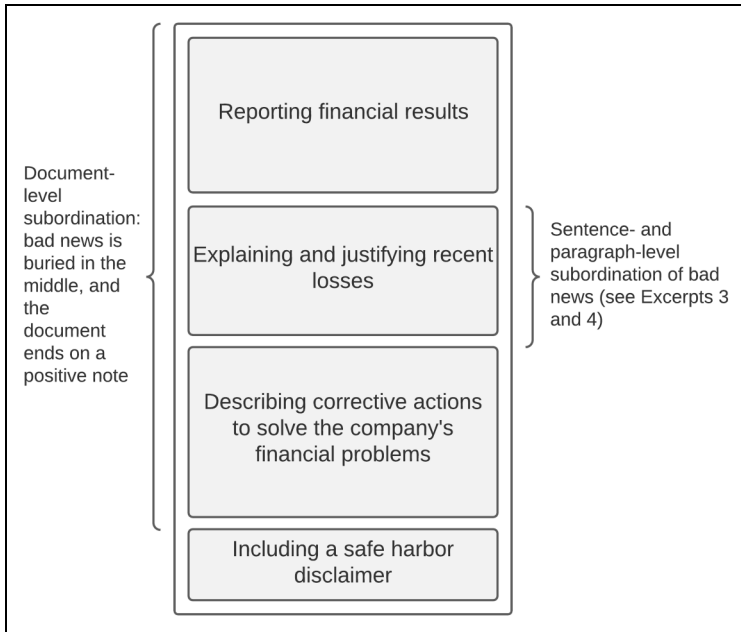 Reporting financial results
Document-
level
subordination:
bad news is
buried in the
middle, and
the
document
ends on a
positive note
Explaining and justifying recent
losses
Sentence- and
paragraph-level
subordination of bad
news (see Excerpts 3
and 4)
Describing corrective actions
to solve the company's
financial problems
Including a safe harbor
disclaimer